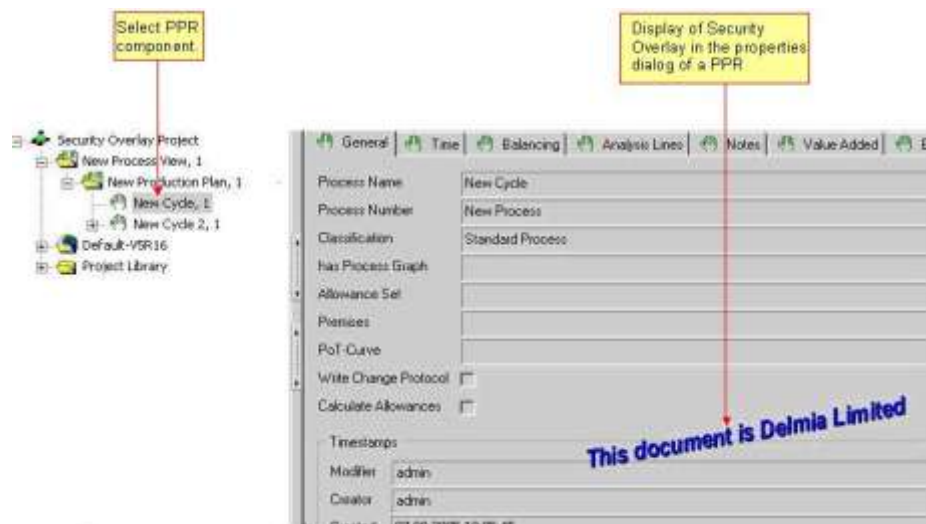 Select PPR
component.
Display of Security
Overlay in the properties
dialog of a PPR
Security Overlay Project
New Process View, 1
New Production Plan, 1
New Cycle, 1
New Cycle 2, 1
Default-V5R16
Project Library
General
Time
Balancing
Analysis Lines
Notes
Value Added
Process Name
New Cycle
Process Number
New Process
Classification
Standard Process
has Process Graph
Allowance Set
Premises
PoT-Curve
Write Change Protocol
Calculate Allowances
This document is Delmia Limited
Timestamps
Modifier
admin
Creator
admin